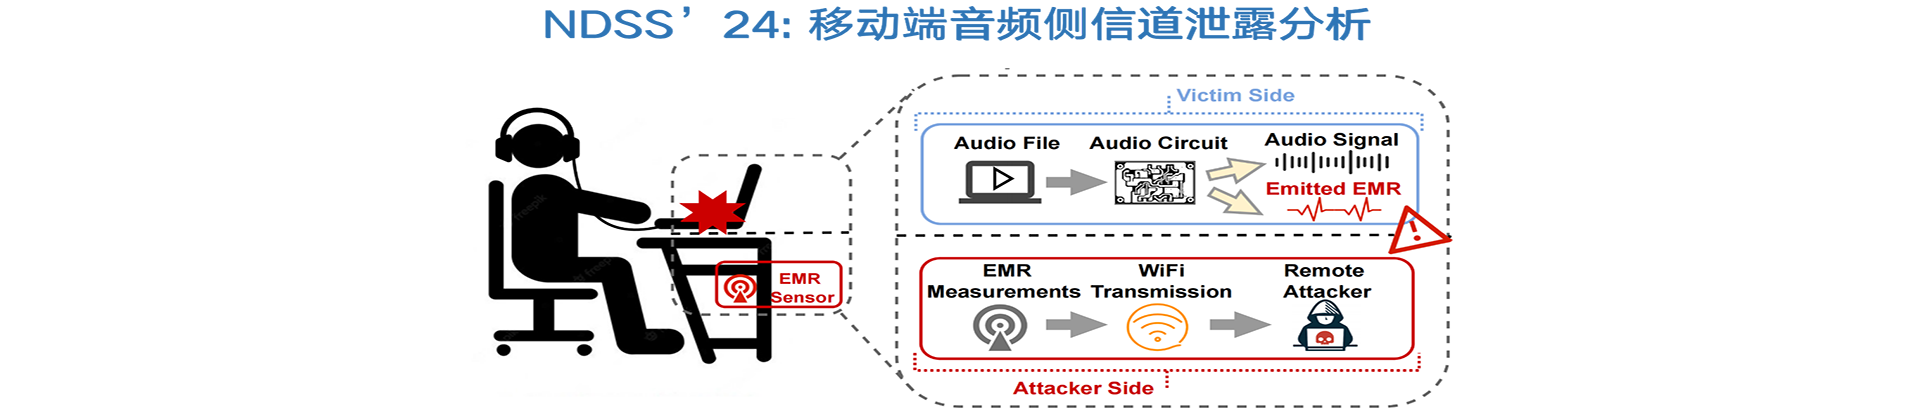 NDSS’24: 移动端音频侧信道泄露分析
Victim Side
Audio File
Audio Circuit
Audio Signal
Emitted EMR
EMR
Sensor
EMR
Measurements
WiFi
Transmission
Remote
Attacker
Attacker Side
freepik